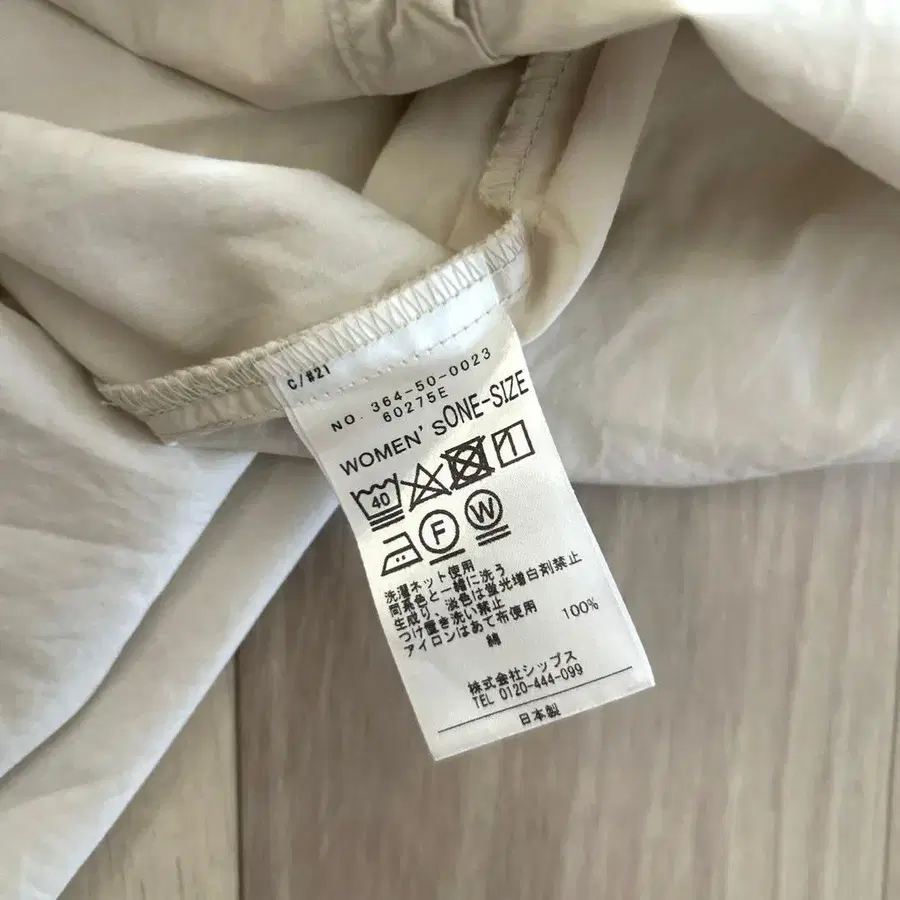 C/#21
NO. 364-50-0023
60275E
WOMEN'S ONE-SIZE
40
F W
洗濯ネット使用
同系色と一緒に洗う
生成り、淡色は蛍光増白剤禁止
つけ置き洗い禁止
アイロンはあて布使用
綿 100%
株式会社シップス
TEL 0120-444-099
日本製